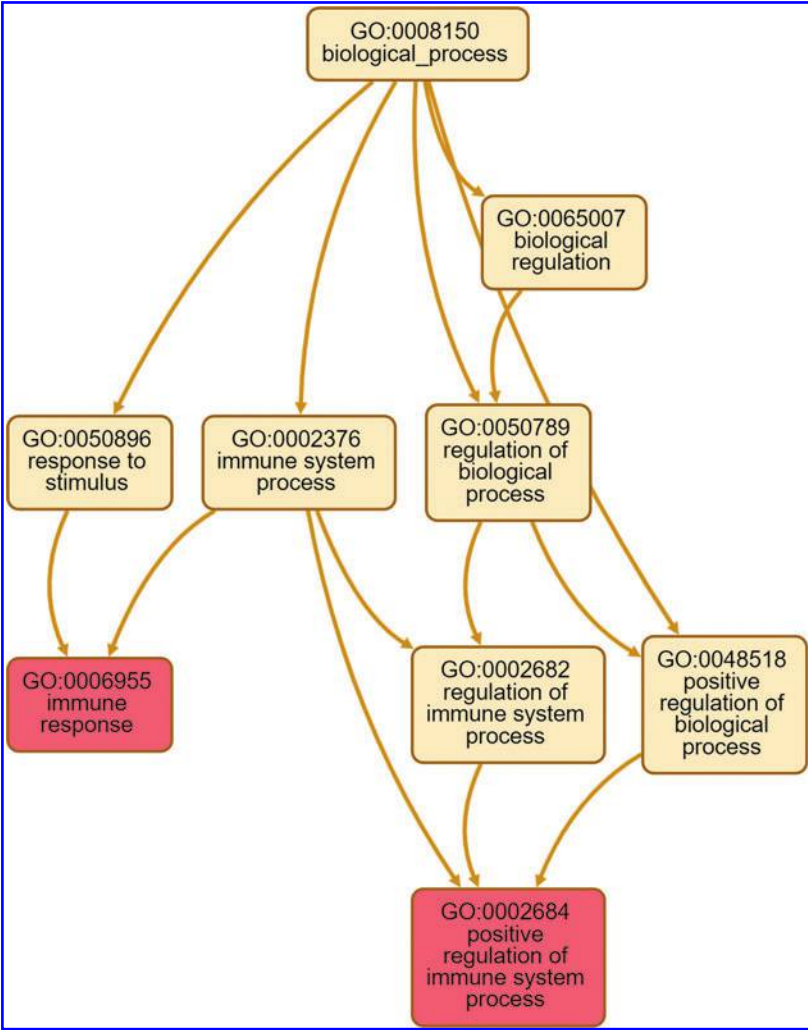 GO:0008150
biological_process
GO:0065007
biological
regulation
GO:0050896
response to
stimulus
GO:0002376
immune system
process
GO:0050789
regulation of
biological
process
GO:0006955
immune
response
GO:0002682
regulation of
immune system
process
GO:0048518
positive
regulation of
biological
process
GO:0002684
positive
regulation of
immune system
process